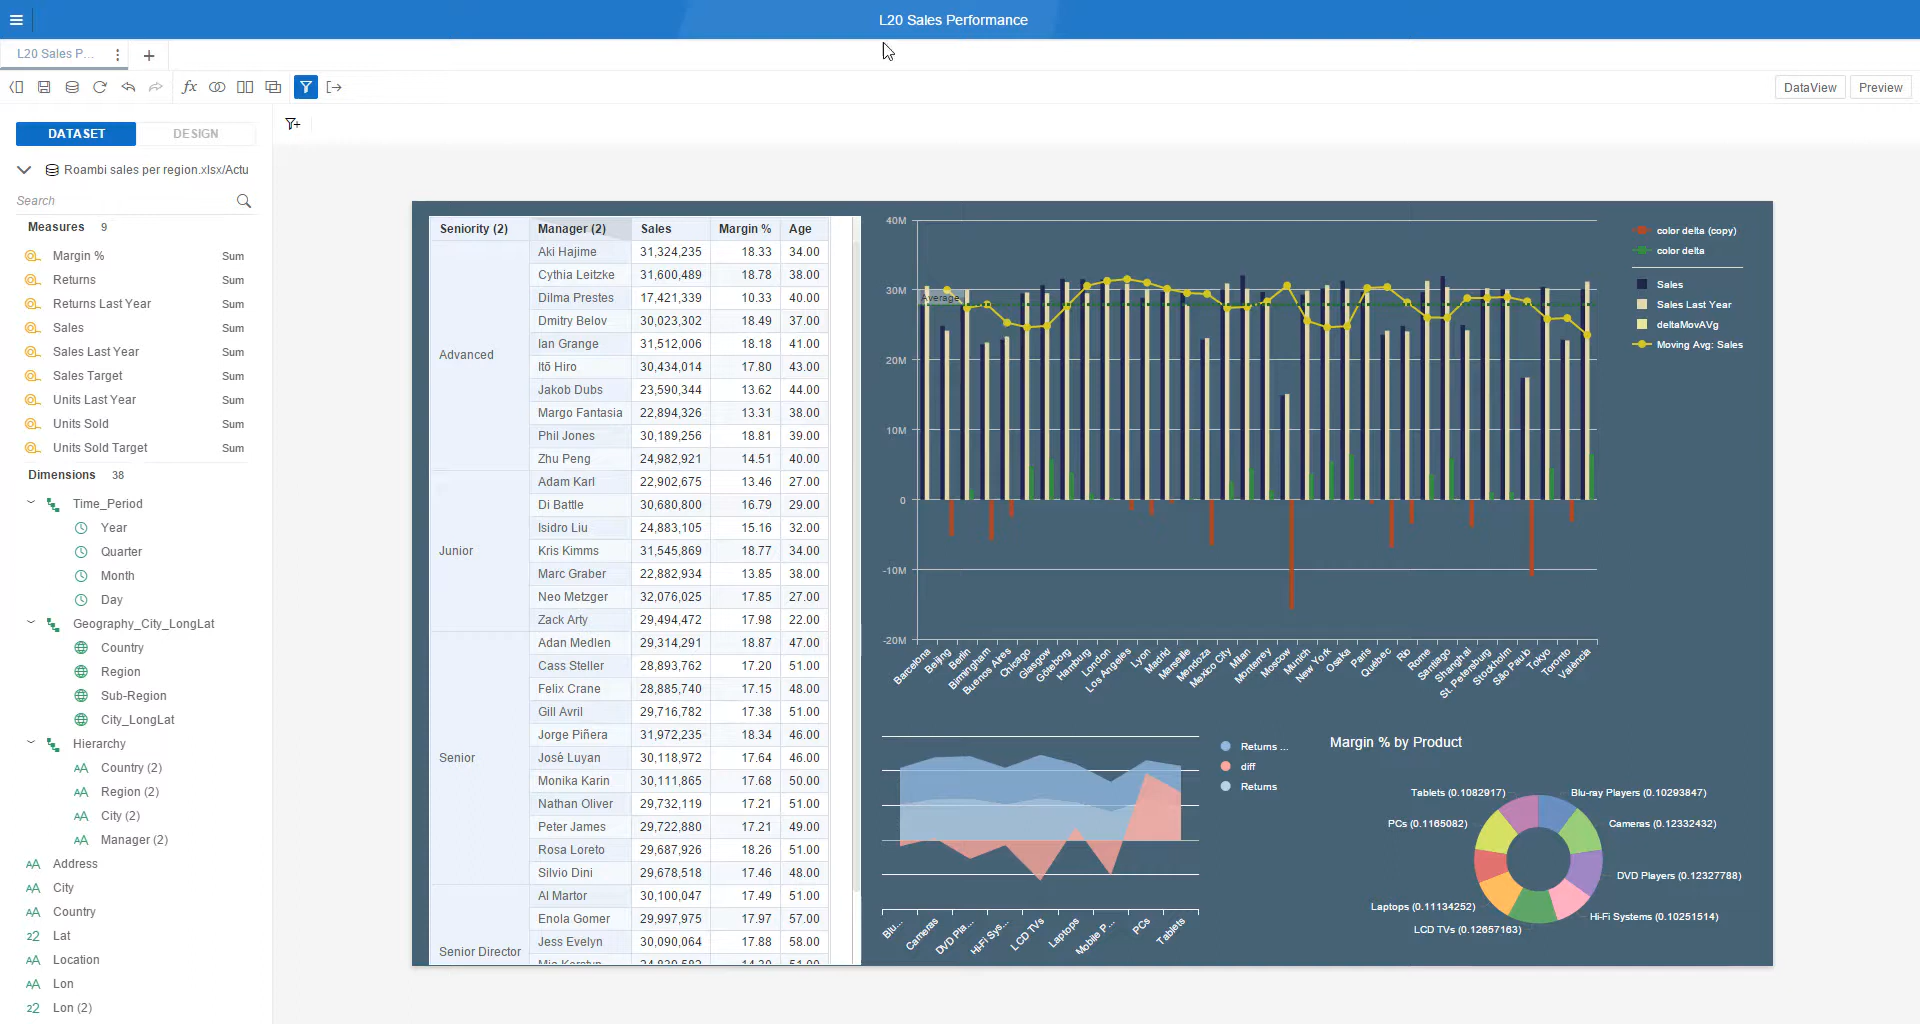 L20 Sales Performance
L20 Sales P...
fx
DataView
Preview
DATASET
DESIGN
Roambi sales per region.xlsx/Actu
Search
Measures 9
Margin % Sum
Returns Sum
Returns Last Year Sum
Sales Sum
Sales Last Year Sum
Sales Target Sum
Units Last Year Sum
Units Sold Sum
Units Sold Target Sum
Dimensions 38
Time_Period
Year
Quarter
Month
Day
Geography_City_LongLat
Country
Region
Sub-Region
City_LongLat
Hierarchy
AA Country (2)
AA Region (2)
AA City (2)
AA Manager (2)
AA Address
AA City
AA Country
22 Lat
AA Location
AA Lon
22 Lon (2)
Seniority (2) Manager (2) Sales Margin % Age
Advanced
Aki Hajime 31,324,235 18.33 34.00
Cythia Leitzke 31,600,489 18.78 38.00
Dilma Prestes 17,421,339 10.33 40.00
Dmitry Belov 30,023,302 18.49 37.00
Ian Grange 31,512,006 18.18 41.00
Itō Hiro 30,434,014 17.80 43.00
Jakob Dubs 23,590,344 13.62 44.00
Margo Fantasia 22,894,326 13.31 38.00
Phil Jones 30,189,256 18.81 39.00
Zhu Peng 24,982,921 14.51 40.00
Junior
Adam Karl 22,902,675 13.46 27.00
Di Battle 30,680,800 16.79 29.00
Isidro Liu 24,883,105 15.16 32.00
Kris Kimms 31,545,869 18.77 34.00
Marc Graber 22,882,934 13.85 38.00
Neo Metzger 32,076,025 17.85 27.00
Zack Arty 29,494,472 17.98 22.00
Senior
Adan Medlen 29,314,291 18.87 47.00
Cass Steller 28,893,762 17.20 51.00
Felix Crane 28,885,740 17.15 48.00
Gill Avril 29,716,782 17.38 51.00
Jorge Piñera 31,972,235 18.34 46.00
José Luyan 30,118,972 17.64 46.00
Monika Karin 30,111,865 17.68 50.00
Nathan Oliver 29,732,119 17.21 51.00
Peter James 29,722,880 17.21 49.00
Rosa Loreto 29,687,926 18.26 51.00
Silvio Dini 29,678,518 17.46 48.00
Senior Director
Al Martor 30,100,047 17.49 51.00
Enola Gomer 29,997,975 17.97 57.00
Jess Evelyn 30,090,064 17.88 58.00
40M
30M
20M
10M
0
-10M
-20M
Average
Barcelona
Beijing
Berlin
Birmingham
Buenos Aires
Chicago
Glasgow
Göteborg
Hamburg
London
Los Angeles
Lyon
Madrid
Marseille
Mendoza
Mexico City
Milan
Monterrey
Moscow
Munich
New York
Osaka
Paris
Québec
Rio
Rome
Santiago
Shanghai
St. Petersburg
Stockholm
São Paulo
Tokyo
Toronto
València
color delta (copy)
color delta
Sales
Sales Last Year
deltaMovAVg
Moving Avg: Sales
Returns ...
diff
Returns
Blu...
Cameras
DVD Pla...
Hi-Fi Sys...
LCD TVs
Laptops
Mobile P...
PCs
Tablets
Margin % by Product
Tablets (0.1082917)
Blu-ray Players (0.10293847)
PCs (0.1165082)
Cameras (0.12332432)
DVD Players (0.12327788)
Laptops (0.11134252)
Hi-Fi Systems (0.10251514)
LCD TVs (0.12657163)